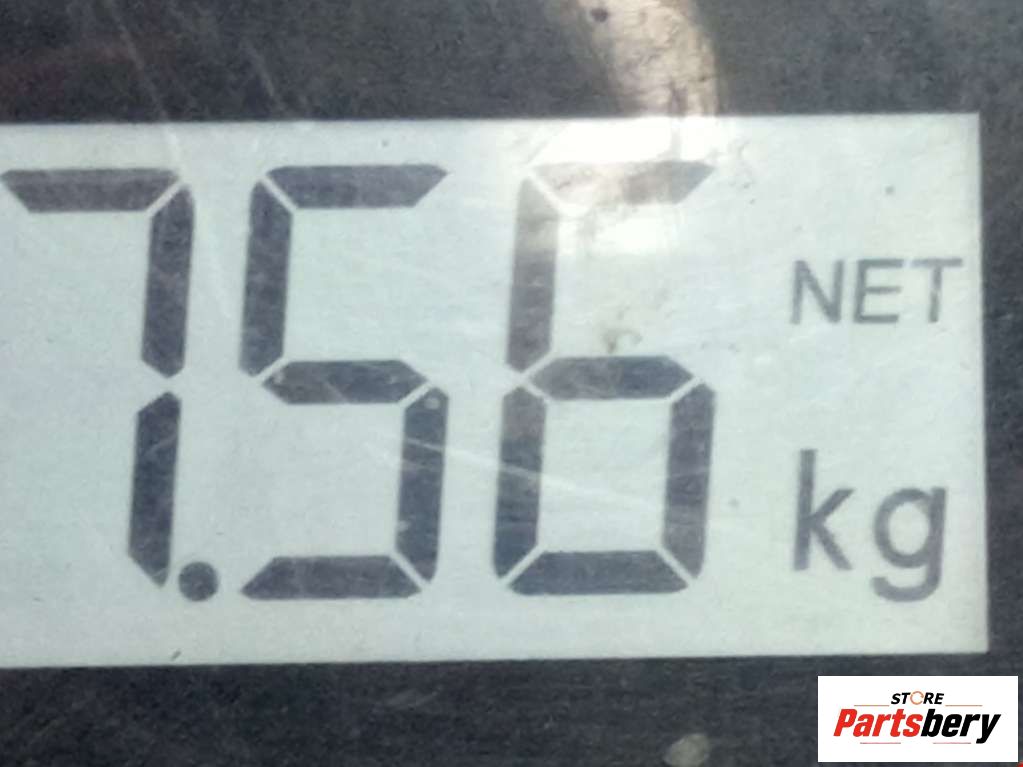 7.56 NET
kg
STORE
Partsbery